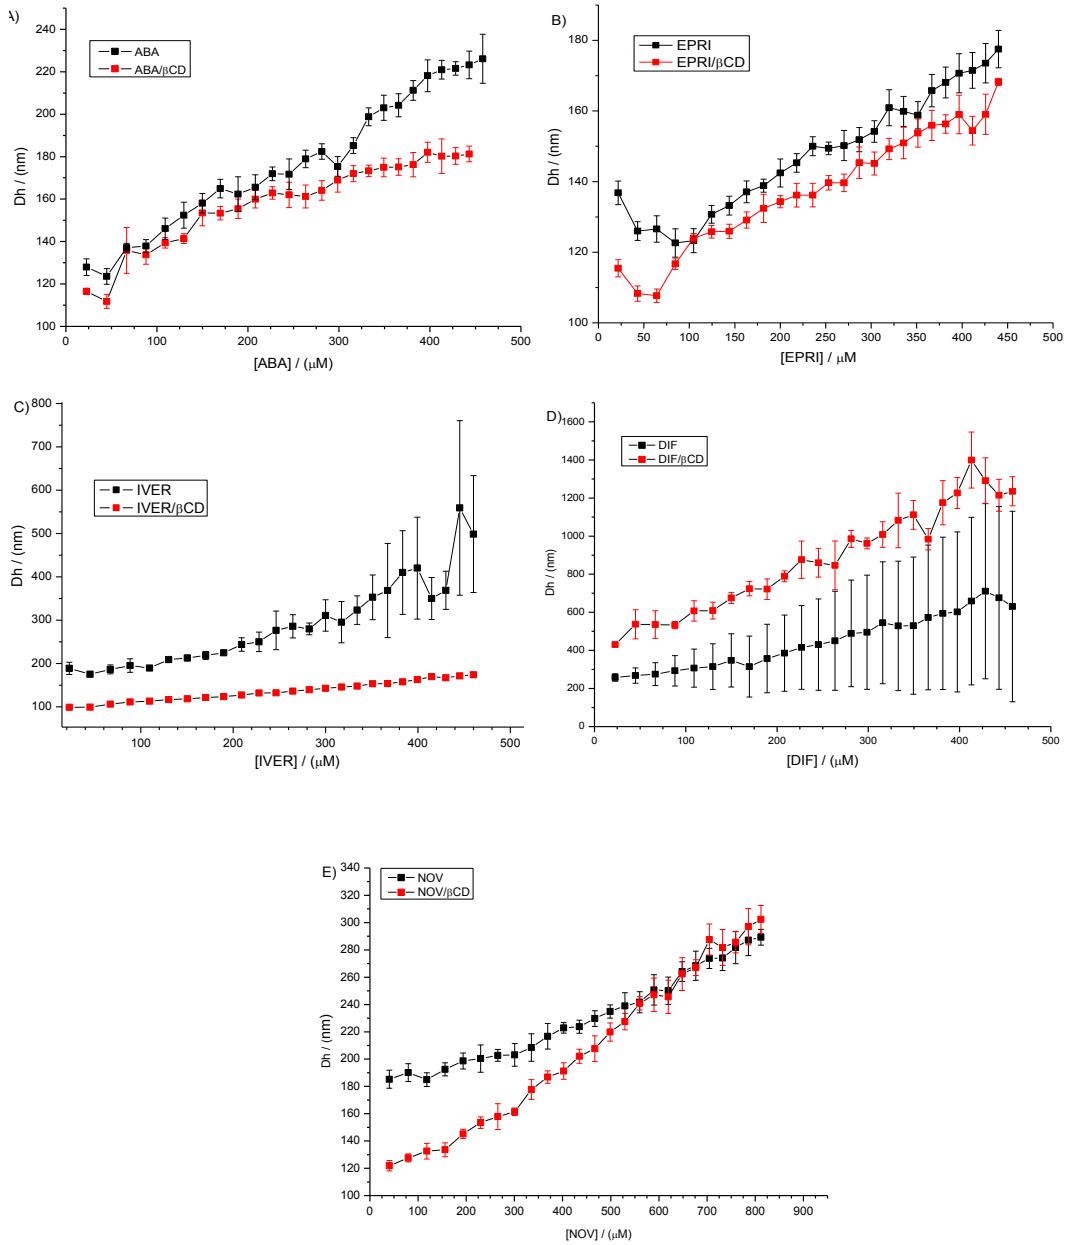 A)
240
220
200
180
160
140
120
100
Dh / (nm)
ABA
ABA/βCD
0 100 200 300 400 500
[ABA] / (μM)
B)
180
160
140
120
100
Dh / (nm)
EPRI
EPRI/βCD
0 50 100 150 200 250 300 350 400 450
[EPRI] / μM
C)
800
700
600
500
400
300
200
100
Dh / (nm)
IVER
IVER/βCD
100 200 300 400 500
[IVER] / (μM)
D)
1600
1400
1200
1000
800
600
400
200
0
Dh / (nm)
DIF
DIF/βCD
0 100 200 300 400 500
[DIF] / (μM)
E)
340
320
300
280
260
240
220
200
180
160
140
120
100
Dh / (nm)
NOV
NOV/βCD
0 100 200 300 400 500 600 700 800 900
[NOV] / (μM)